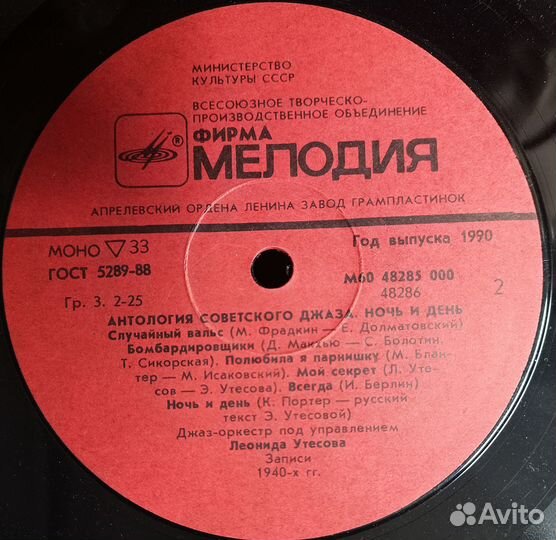 МИНИСТЕРСТВО
КУЛЬТУРЫ СССР
ВСЕСОЮЗНОЕ ТВОРЧЕСКО-
ПРОИЗВОДСТВЕННОЕ ОБЪЕДИНЕНИЕ
®
ФИРМА
МЕЛОДИЯ
АПРЕЛЕВСКИЙ ОРДЕНА ЛЕНИНА ЗАВОД ГРАМПЛАСТИНОК
МОНО ▽ 33
Год выпуска 1990
ГОСТ 5289-88
М60 48285 000
48286
Гр. 3. 2-25
2
АНТОЛОГИЯ СОВЕТСКОГО ДЖАЗА. НОЧЬ И ДЕНЬ
Случайный вальс (М. Фрадкин — Е. Долматовский)
Бомбардировщики (Д. Макхью — С. Болотин,
Т. Сикорская). Полюбила я парнишку (М. Блан-
тер — М. Исаковский). Мой секрет (Л. Уте-
сов — Э. Утесова). Всегда (И. Берлин)
Ночь и день (К. Портер — русский
текст Э. Утесовой)
Джаз-оркестр под управлением
Леонида Утесова
Записи
1940-х гг.
Avito